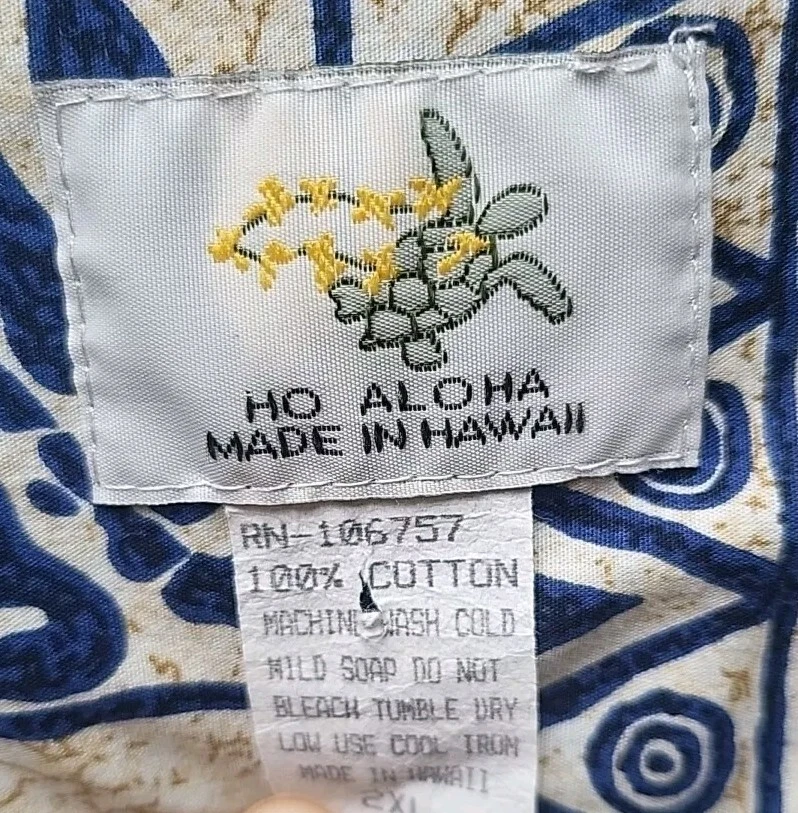 HO ALOHA
MADE IN HAWAII
RN-106757
100% COTTON
MACHINE WASH COLD
MILD SOAP DO NOT
BLEACH TUMBLE DRY
LOW USE COOL IRON
MADE IN HAWAII
2XL